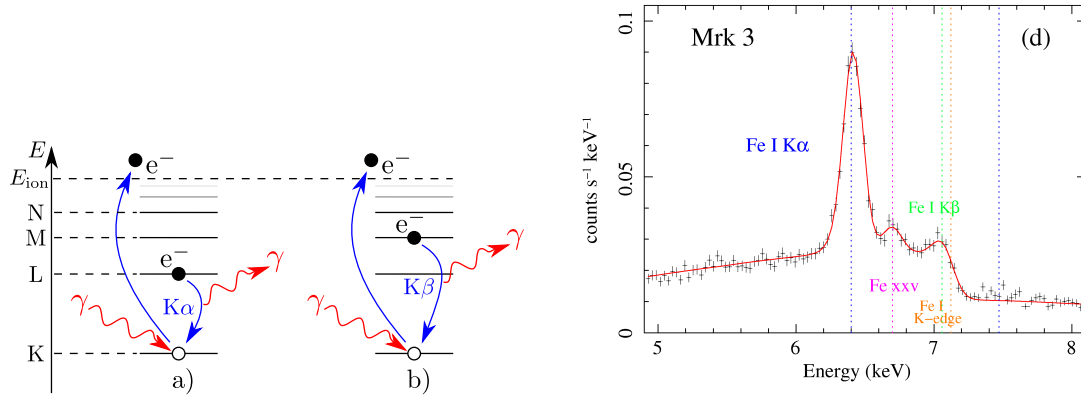 E
E_ion
N
M
L
K
e⁻
e⁻
Kα
γ
γ
a)
e⁻
e⁻
Kβ
γ
γ
b)
Mrk 3
(d)
Fe I Kα
Fe I Kβ
Fe XXV
Fe I
K−edge
counts s⁻¹ keV⁻¹
0
0.05
0.1
5
6
7
8
Energy (keV)